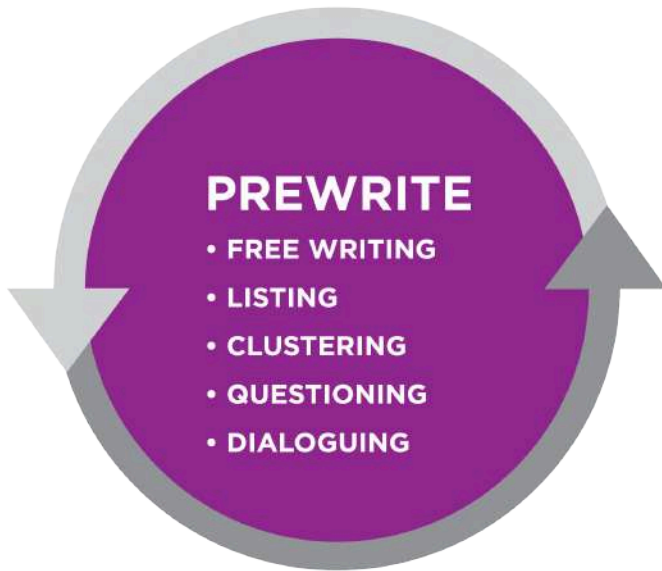 PREWRITE
• FREE WRITING
• LISTING
• CLUSTERING
• QUESTIONING
• DIALOGUING